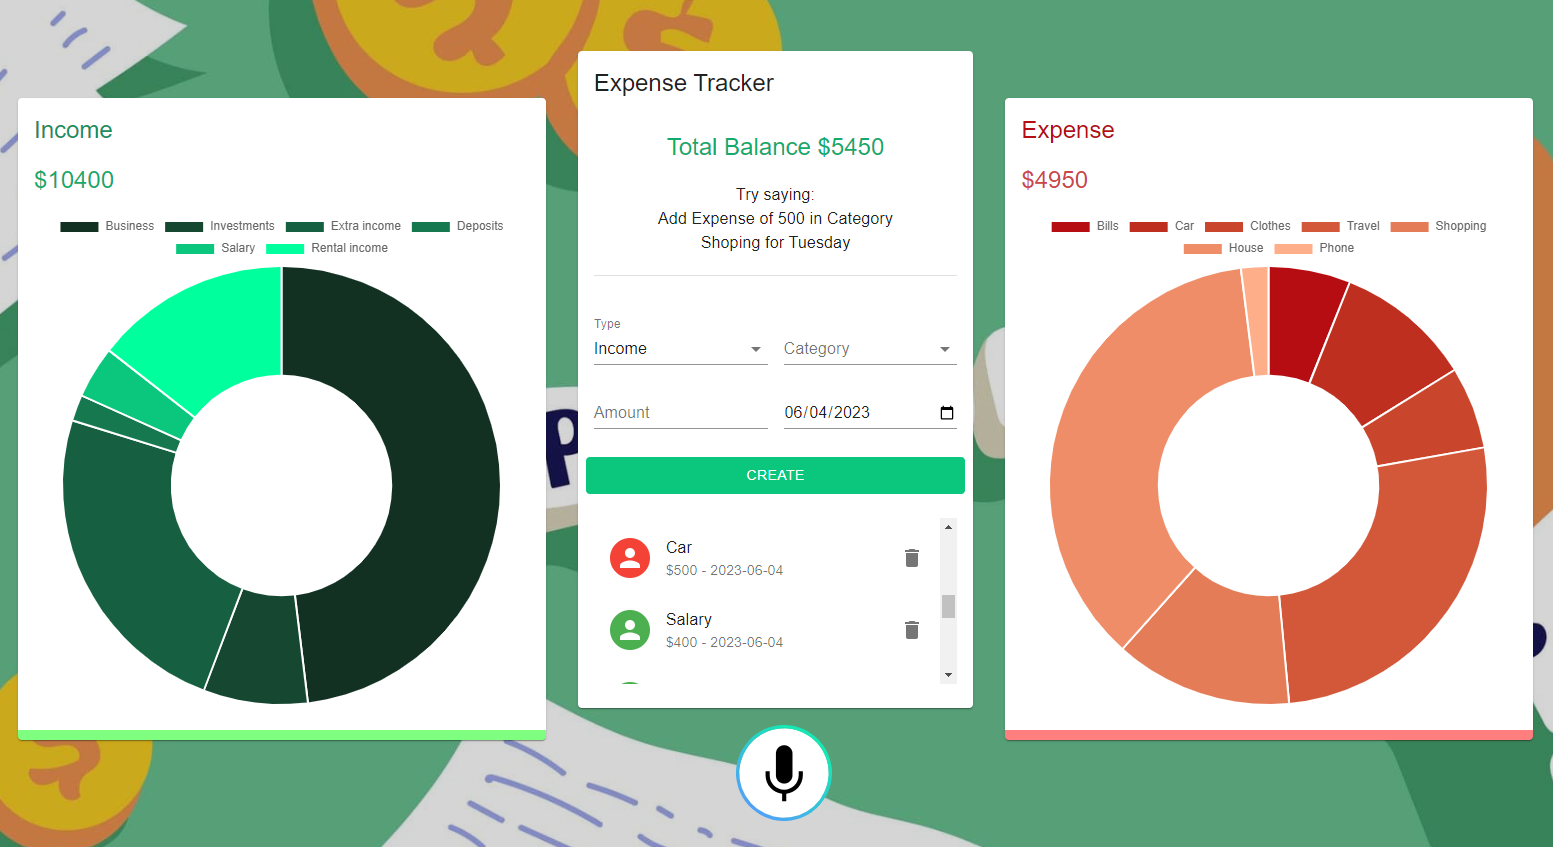 Income
$10400
Business Investments Extra income Deposits
Salary Rental income
Expense Tracker
Total Balance $5450
Try saying:
Add Expense of 500 in Category
Shoping for Tuesday
Type
Income
Category
Amount
06/04/2023
CREATE
Car
$500 - 2023-06-04
Salary
$400 - 2023-06-04
Expense
$4950
Bills Car Clothes Travel Shopping
House Phone